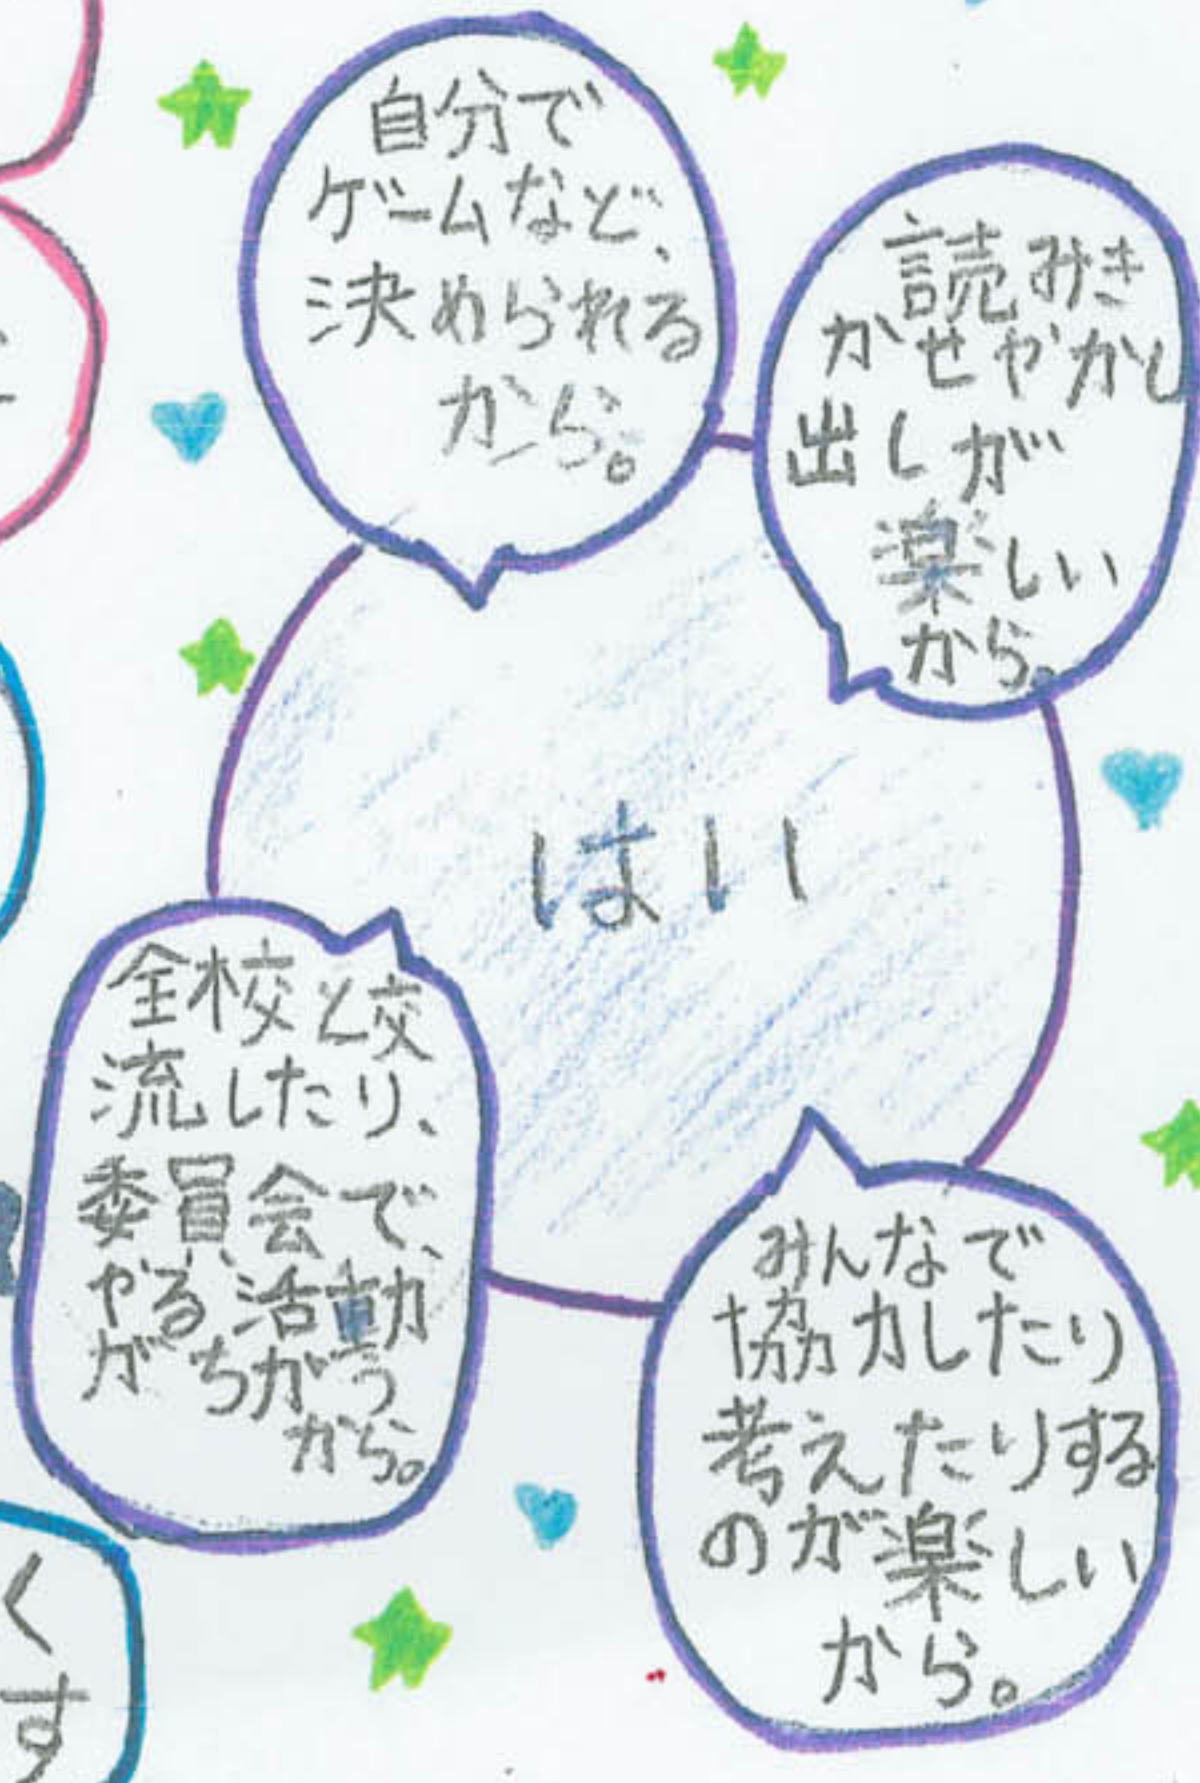 自分で
ゲームなど、
決められる
から。
読みき
かせやかし
出しが
楽しい
から。
はい
全校と交
流したり、
委員会で、
やる活動
がちがう
から。
みんなで
協力したり
考えたりする
のが楽しい
から。
く
す